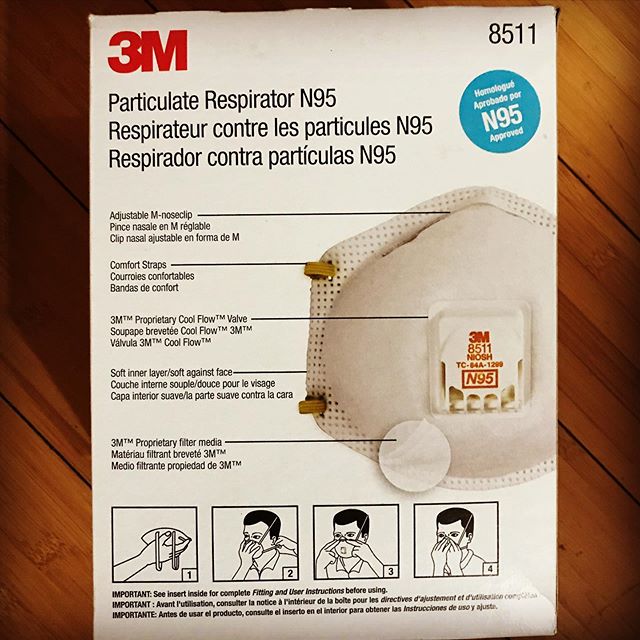 3M
8511
Particulate Respirator N95
Respirateur contre les particules N95
Respirador contra partículas N95
Homologué
Aprobado por
N95
Approved
Adjustable M-noseclip
Pince nasale en M réglable
Clip nasal ajustable en forma de M
Comfort Straps
Courroies confortables
Bandas de confort
3M™ Proprietary Cool Flow™ Valve
Soupape brevetée Cool Flow™ 3M™
Válvula 3M™ Cool Flow™
Soft inner layer/soft against face
Couche interne souple/douce pour le visage
Capa interior suave/la parte suave contra la cara
3M™ Proprietary filter media
Matériau filtrant breveté 3M™
Medio filtrante propiedad de 3M™
3M
8511
NIOSH
TC-84A-1299
N95
1
2
3
4
IMPORTANT: See insert inside for complete Fitting and User Instructions before using.
IMPORTANT : Avant l'utilisation, consulter la notice à l'intérieur de la boîte pour les directives d'ajustement et d'utilisation complètes
IMPORTANTE: Antes de usar el producto, consulte el inserto en el interior para obtener las Instrucciones de uso y ajuste.